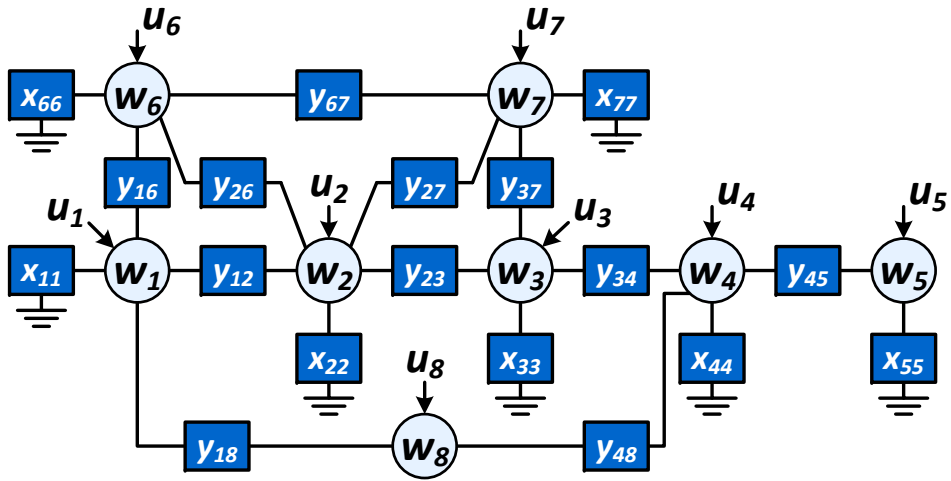 u6 u7
x66 w6 y67 w7 x77
y16 y26 y27 y37
u1 u2 u3 u4 u5
x11 w1 y12 w2 y23 w3 y34 w4 y45 w5
x22 x33 x44 x55
u8
y18 w8 y48